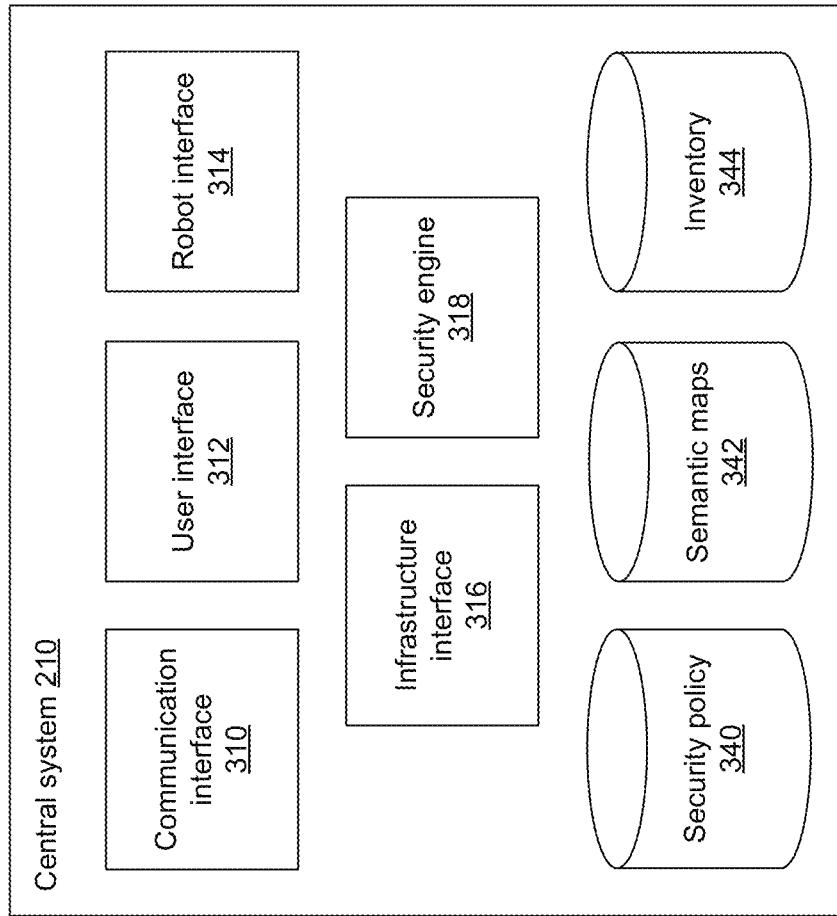 Central system 210
Communication
interface
310
User interface
312
Robot interface
314
Infrastructure
interface
316
Security engine
318
Security policy
340
Semantic maps
342
Inventory
344